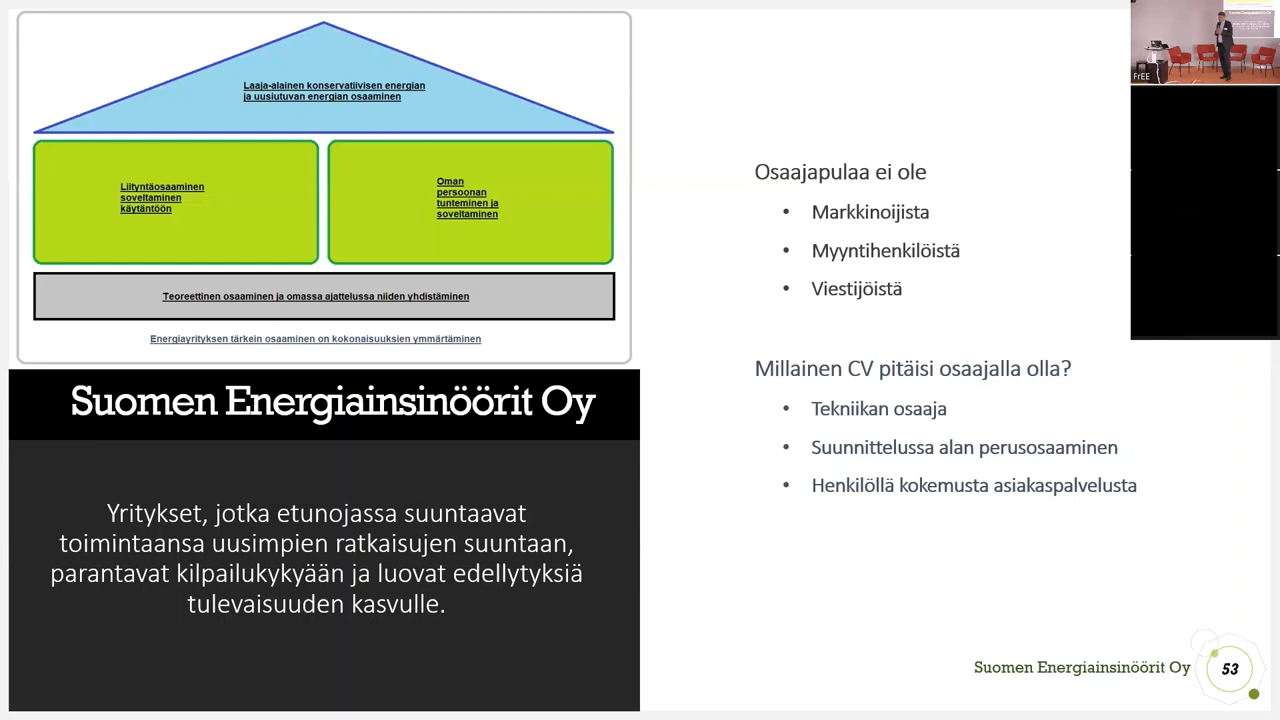 Laaja-alainen konservatiivisen energian
ja uusiutuvan energian osaaminen
Liityntäosaaminen
soveltaminen
käytäntöön
Oman
persoonan
tunteminen ja
soveltaminen
Teoreettinen osaaminen ja omassa ajattelussa niiden yhdistäminen
Energiayrityksen tärkein osaaminen on kokonaisuuksien ymmärtäminen
Suomen Energiainsinöörit Oy
Yritykset, jotka etunojassa suuntaavat
toimintaansa uusimpien ratkaisujen suuntaan,
parantavat kilpailukykyään ja luovat edellytyksiä
tulevaisuuden kasvulle.
Osaajapulaa ei ole
• Markkinoijista
• Myyntihenkilöistä
• Viestijöistä
Millainen CV pitäisi osaajalla olla?
• Tekniikan osaaja
• Suunnittelussa alan perusosaaminen
• Henkilöllä kokemusta asiakaspalvelusta
Suomen Energiainsinöörit Oy
53
FrEE